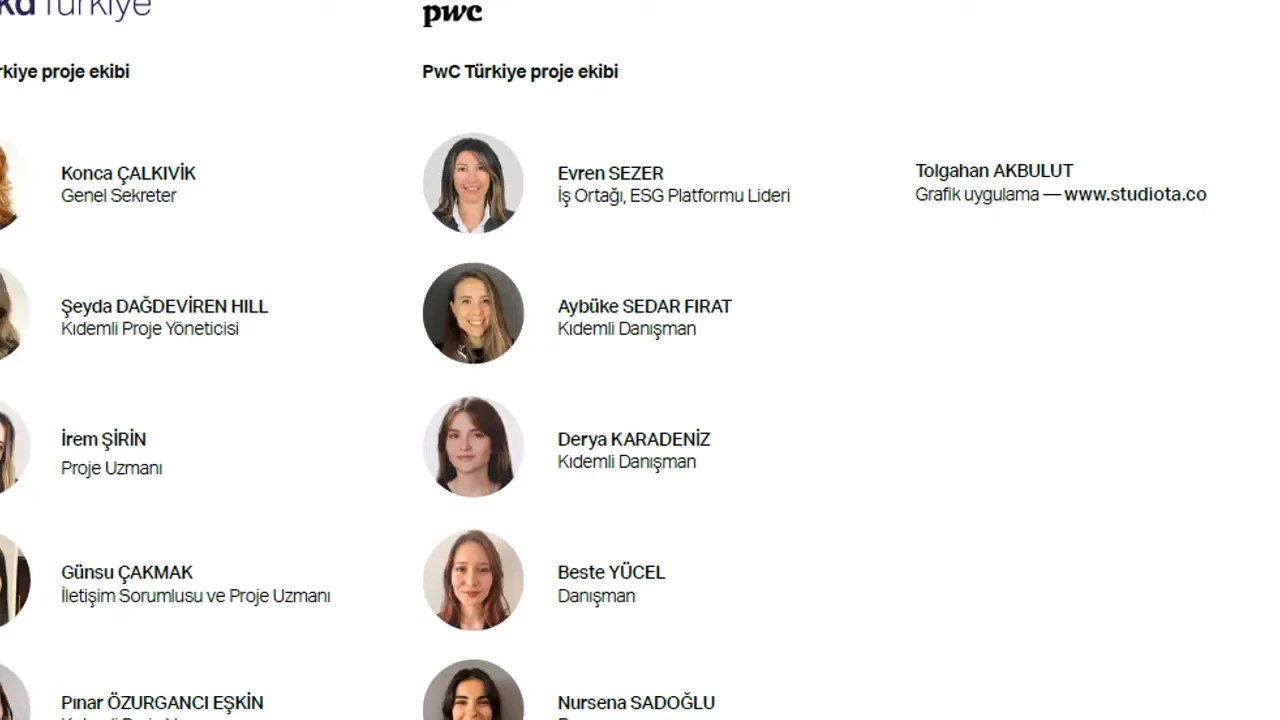 Türkiye
pwc
proje ekibi
PwC Türkiye proje ekibi
Konca ÇALKIVİK
Genel Sekreter
Evren SEZER
İş Ortağı, ESG Platformu Lideri
Tolgahan AKBULUT
Grafik uygulama — www.studiota.co
Şeyda DAĞDEVİREN HILL
Kıdemli Proje Yöneticisi
Aybüke SEDAR FIRAT
Kıdemli Danışman
İrem ŞİRİN
Proje Uzmanı
Derya KARADENİZ
Kıdemli Danışman
Günsu ÇAKMAK
İletişim Sorumlusu ve Proje Uzmanı
Beste YÜCEL
Danışman
Pınar ÖZURGANCI EŞKİN
Nursena SADOĞLU